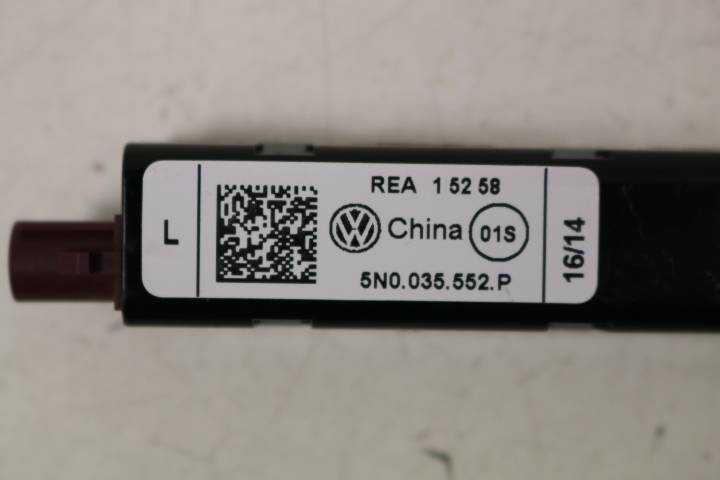 L
REA 1 52 58
China 01S
5N0.035.552.P
16/14